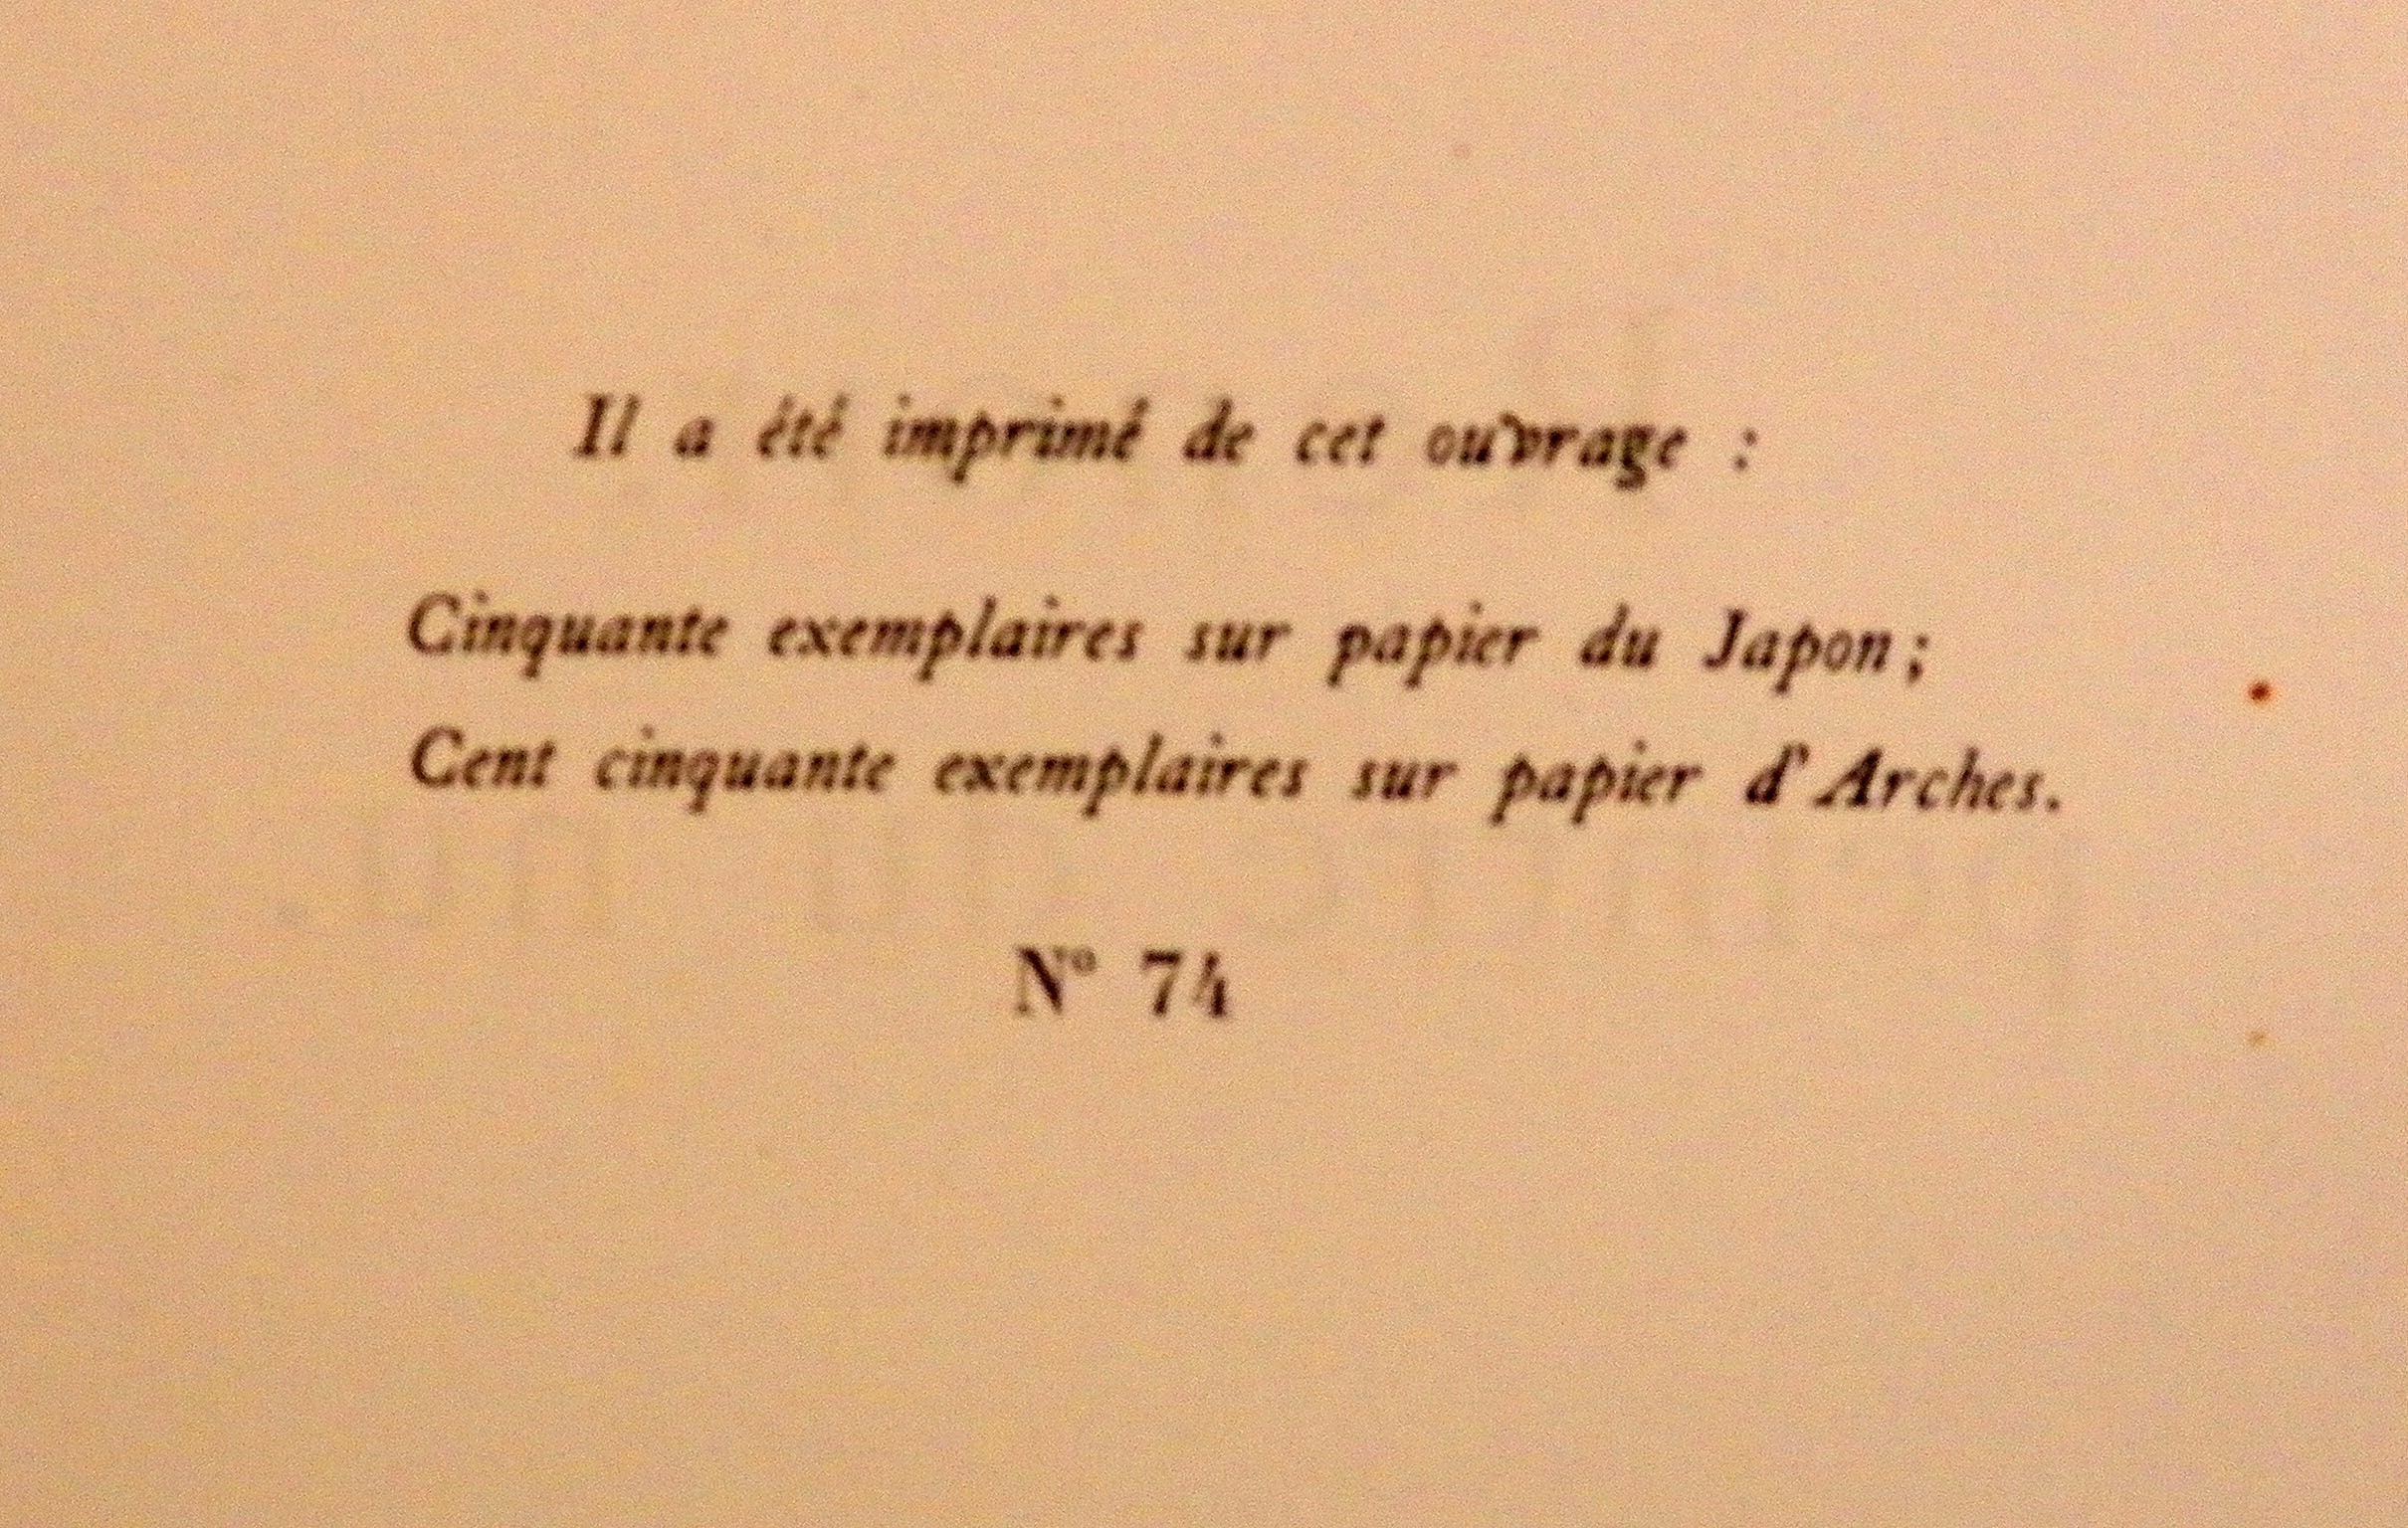 Il a été imprimé de cet ouvrage :
Cinquante exemplaires sur papier du Japon;
Cent cinquante exemplaires sur papier d'Arches.
Nº 74